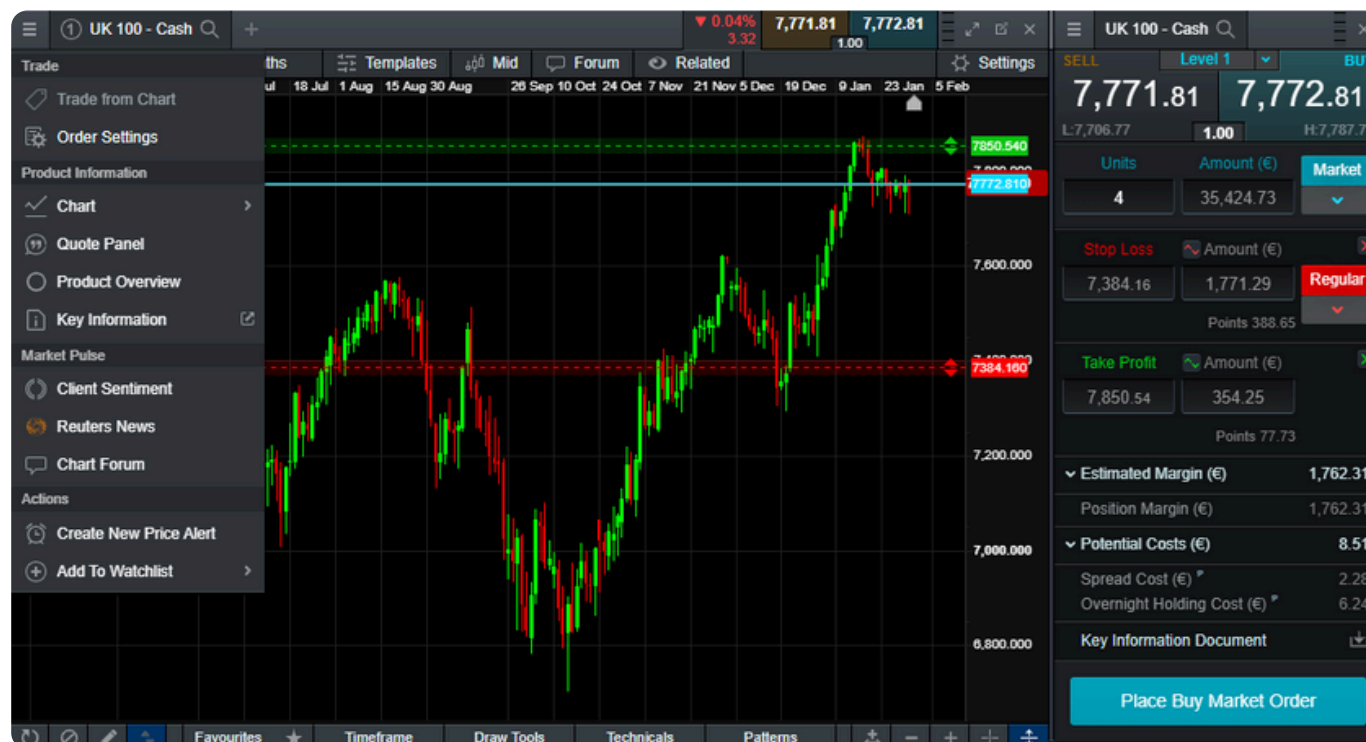 1 UK 100 - Cash
▼ 0.04%
3.32
7,771.81 7,772.81
1.00
Trade
Trade from Chart
Order Settings
Product Information
Chart
Quote Panel
Product Overview
Key Information
Market Pulse
Client Sentiment
Reuters News
Chart Forum
Actions
Create New Price Alert
Add To Watchlist
Templates Mid Forum Related Settings
18 Jul 1 Aug 15 Aug 30 Aug 26 Sep 10 Oct 24 Oct 7 Nov 21 Nov 5 Dec 19 Dec 9 Jan 23 Jan 5 Feb
7850.540
7772.810
7,600.000
7384.160
7,200.000
7,000.000
6,800.000
Favourites Timeframe Draw Tools Technicals Patterns
UK 100 - Cash
SELL Level 1
7,771.81 7,772.81
L:7,706.77 1.00
Units Amount (€) Market
4 35,424.73
Stop Loss Amount (€)
7,384.16 1,771.29 Regular
Points 388.65
Take Profit Amount (€)
7,850.54 354.25
Points 77.73
Estimated Margin (€) 1,762.31
Position Margin (€) 1,762.31
Potential Costs (€) 8.51
Spread Cost (€) 2.28
Overnight Holding Cost (€) 6.24
Key Information Document
Place Buy Market Order